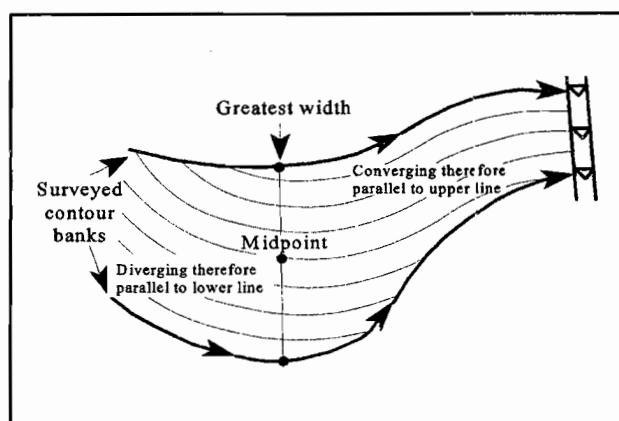 Greatest width
Converging therefore
parallel to upper line
Surveyed
contour
banks
Midpoint
Diverging therefore
parallel to lower line